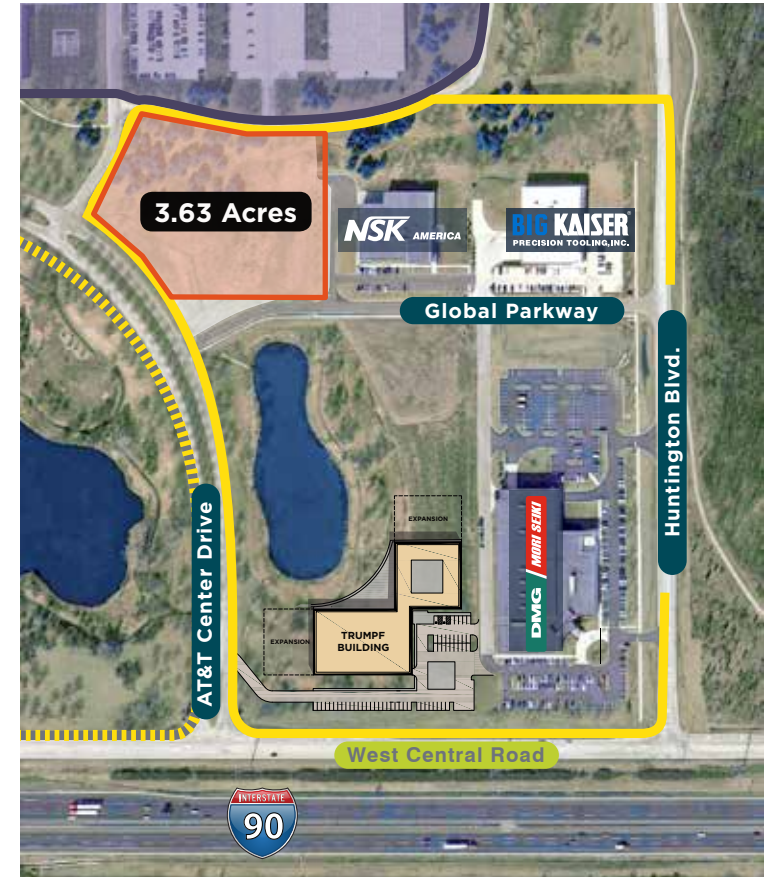 3.63 Acres
NSK AMERICA
BIG KAISER®
PRECISION TOOLING, INC.
Global Parkway
Huntington Blvd.
AT&T Center Drive
EXPANSION
EXPANSION
TRUMPF
BUILDING
DMG / MORI SEIKI
West Central Road
INTERSTATE
90